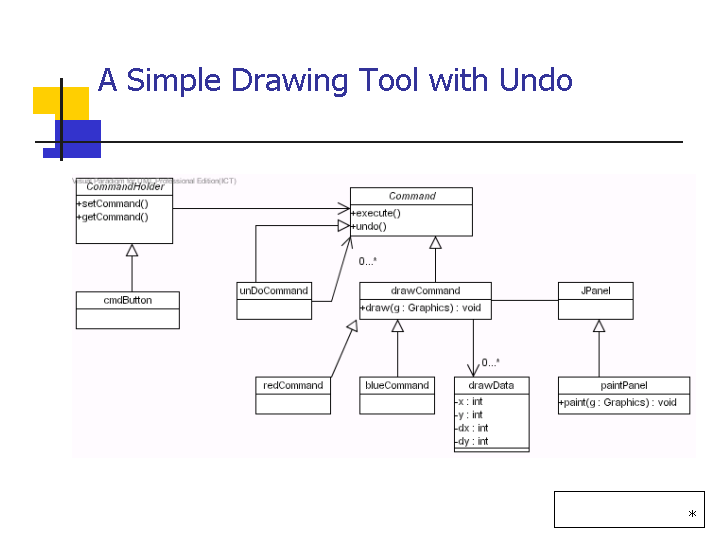 A Simple Drawing Tool with Undo
Visual Paradigm for UML Professional Edition(ICT)
CommandHolder
+setCommand()
+getCommand()
Command
+execute()
+undo()
0...*
cmdButton
unDoCommand
drawCommand
+draw(g : Graphics) : void
JPanel
0...*
redCommand
blueCommand
drawData
-x : int
-y : int
-dx : int
-dy : int
paintPanel
+paint(g : Graphics) : void
*